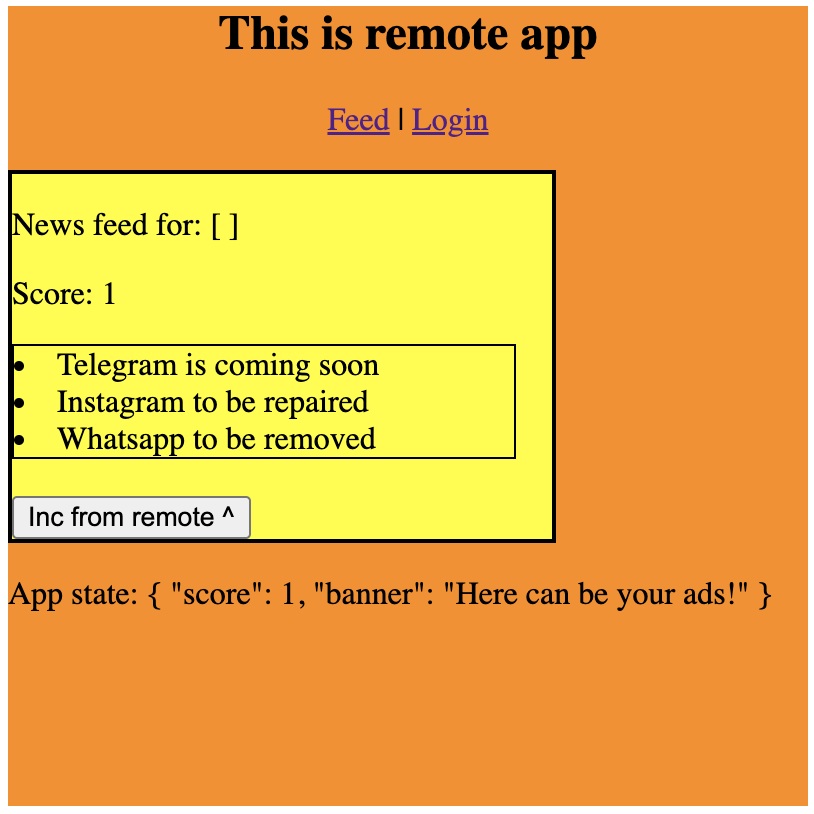 This is remote app
Feed | Login
News feed for: [ ]
Score: 1
• Telegram is coming soon
• Instagram to be repaired
• Whatsapp to be removed
Inc from remote ^
App state: { "score": 1, "banner": "Here can be your ads!" }